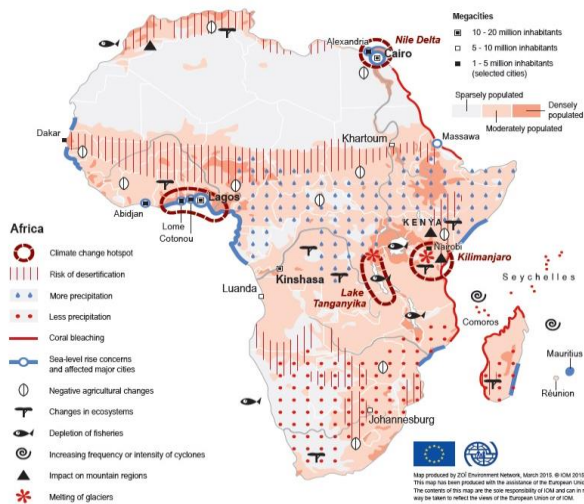 Alexandria
Nile Delta
Cairo
Dakar
Khartoum
Massawa
Abidjan
Lagos
Lome
Cotonou
KENYA
Nairobi
Kilimanjaro
Kinshasa
Luanda
Lake
Tanganyika
Seychelles
Comoros
Mauritius
Réunion
Johannesburg
Megacities
10 - 20 million inhabitants
5 - 10 million inhabitants
1 - 5 million inhabitants
(selected cities)
Sparsely populated
Densely
populated
Moderately populated
Africa
Climate change hotspot
Risk of desertification
More precipitation
Less precipitation
Coral bleaching
Sea-level rise concerns
and affected major cities
Negative agricultural changes
Changes in ecosystems
Depletion of fisheries
Increasing frequency or intensity of cyclones
Impact on mountain regions
Melting of glaciers
Map produced by ZOÏ Environment Network, March 2015. © IOM 2015
This map has been produced with the assistance of the European Union
The contents of this map are the sole responsibility of IOM and can in
way be taken to reflect the views of the European Union or of IOM.